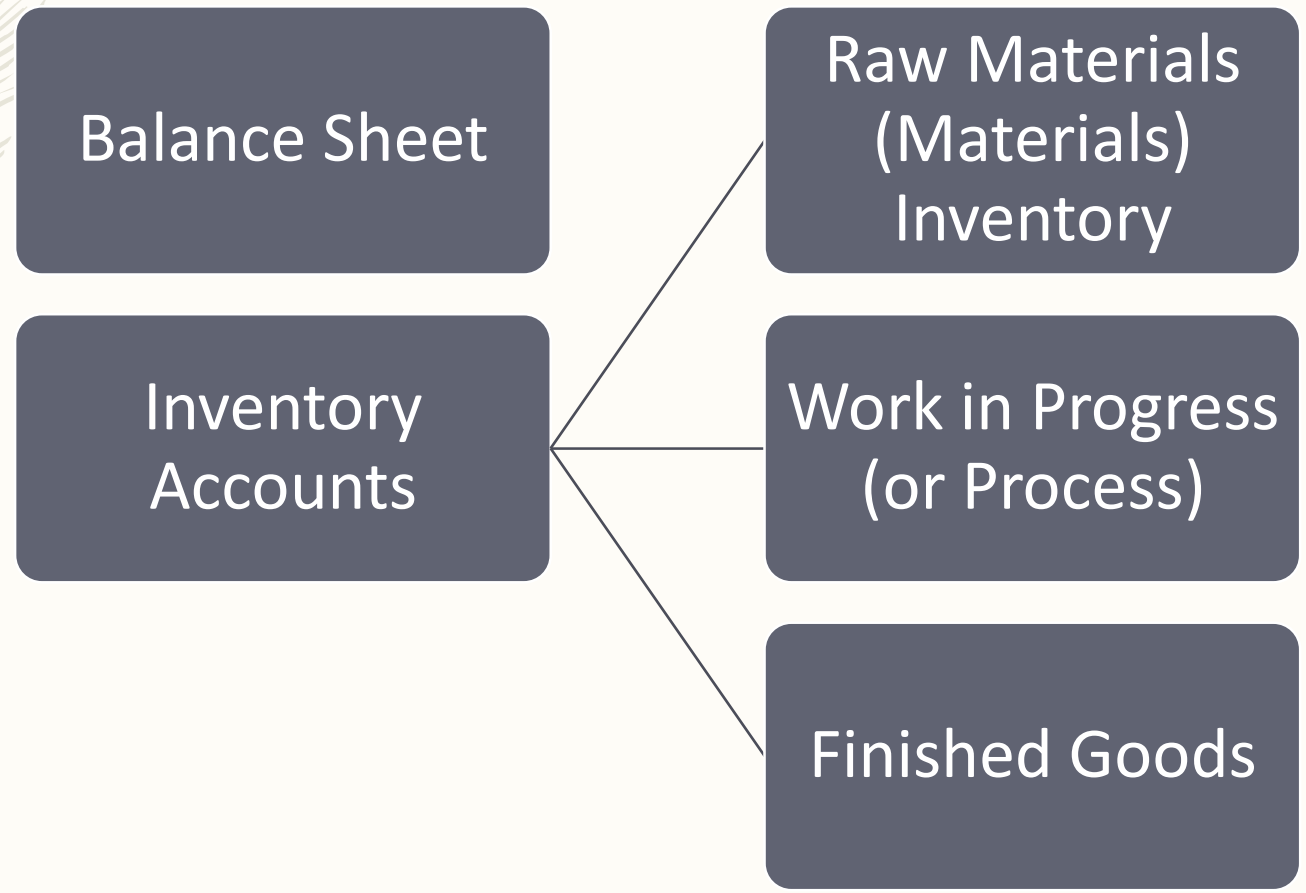 Balance Sheet
Raw Materials
(Materials)
Inventory
Inventory
Accounts
Work in Progress
(or Process)
Finished Goods